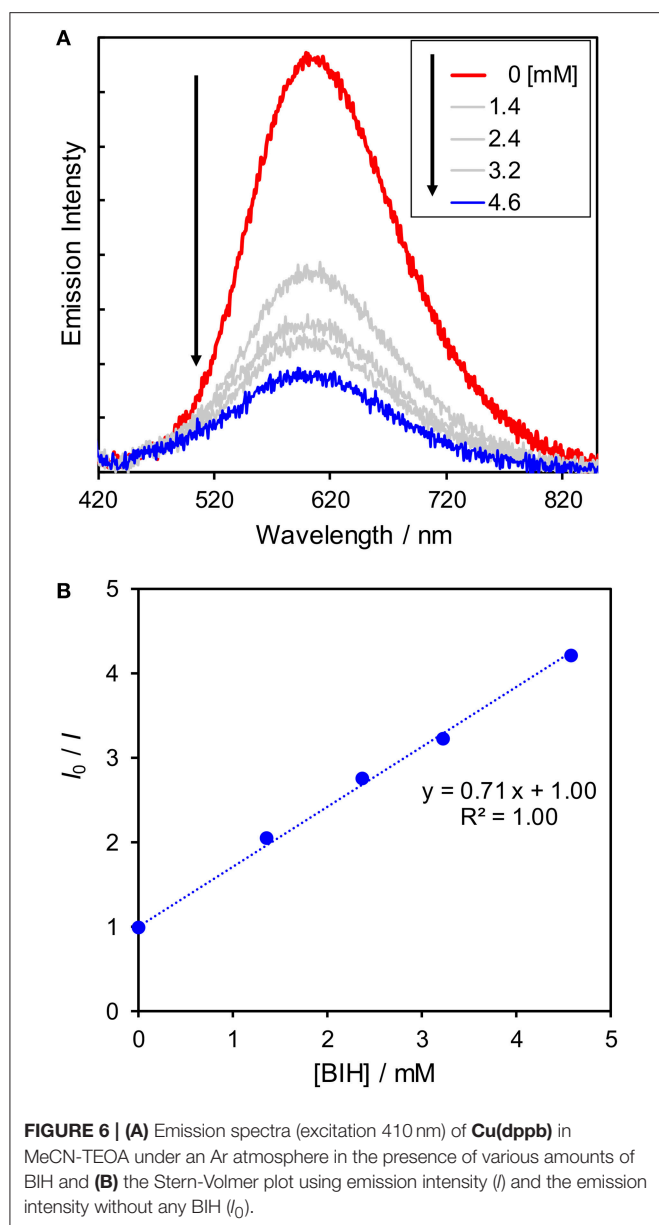 A
0 [mM]
1.4
2.4
3.2
4.6
Emission Intensty
420 520 620 720 820
Wavelength / nm
B
5
4
3
2
1
0
I₀ / I
y = 0.71 x + 1.00
R² = 1.00
0 1 2 3 4 5
[BIH] / mM
FIGURE 6 | (A) Emission spectra (excitation 410 nm) of Cu(dppb) in
MeCN-TEOA under an Ar atmosphere in the presence of various amounts of
BIH and (B) the Stern-Volmer plot using emission intensity (I) and the emission
intensity without any BIH (I₀).